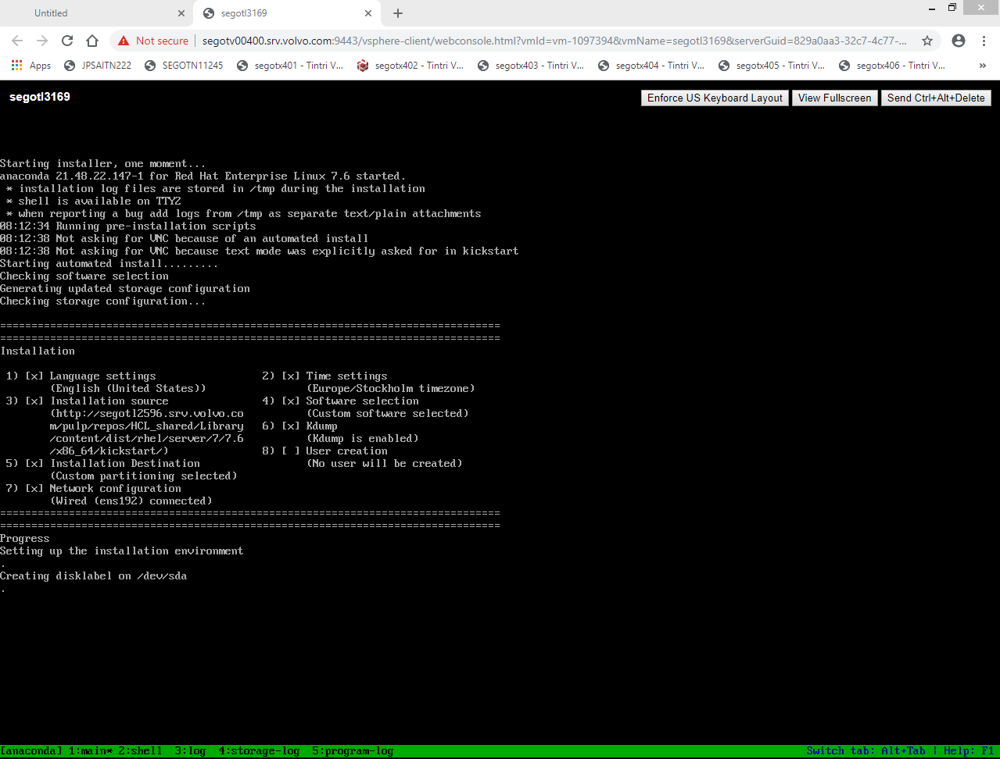 Untitled
segotl3169
Not secure segotv00400.srv.volvo.com:9443/vsphere-client/webconsole.html?vmId=vm-1097394&vmName=segotl3169&serverGuid=829a0aa3-32c7-4c77-...
Apps JPSAITN222 SEGOTN11245 segotx401 - Tintri V... segotx402 - Tintri V... segotx403 - Tintri V... segotx404 - Tintri V... segotx405 - Tintri V... segotx406 - Tintri V... »
segotl3169 Enforce US Keyboard Layout View Fullscreen Send Ctrl+Alt+Delete
Starting installer, one moment...
anaconda 21.48.22.147-1 for Red Hat Enterprise Linux 7.6 started.
* installation log files are stored in /tmp during the installation
* shell is available on TTY2
* when reporting a bug add logs from /tmp as separate text/plain attachments
08:12:34 Running pre-installation scripts
08:12:38 Not asking for VNC because of an automated install
08:12:38 Not asking for VNC because text mode was explicitly asked for in kickstart
Starting automated install.........
Checking software selection
Generating updated storage configuration
Checking storage configuration...
================================================================================
================================================================================
Installation
1) [x] Language settings 2) [x] Time settings
(English (United States)) (Europe/Stockholm timezone)
3) [x] Installation source 4) [x] Software selection
(http://segotl2596.srv.volvo.co (Custom software selected)
m/pulp/repos/HCL_shared/Library 6) [x] Kdump
/content/dist/rhel/server/7/7.6 (Kdump is enabled)
/x86_64/kickstart/) 8) [ ] User creation
5) [x] Installation Destination (No user will be created)
(Custom partitioning selected)
7) [x] Network configuration
(Wired (ens192) connected)
================================================================================
================================================================================
Progress
Setting up the installation environment
.
Creating disklabel on /dev/sda
.
[anaconda] 1:main* 2:shell 3:log 4:storage-log 5:program-log Switch tab: Alt+Tab | Help: F1